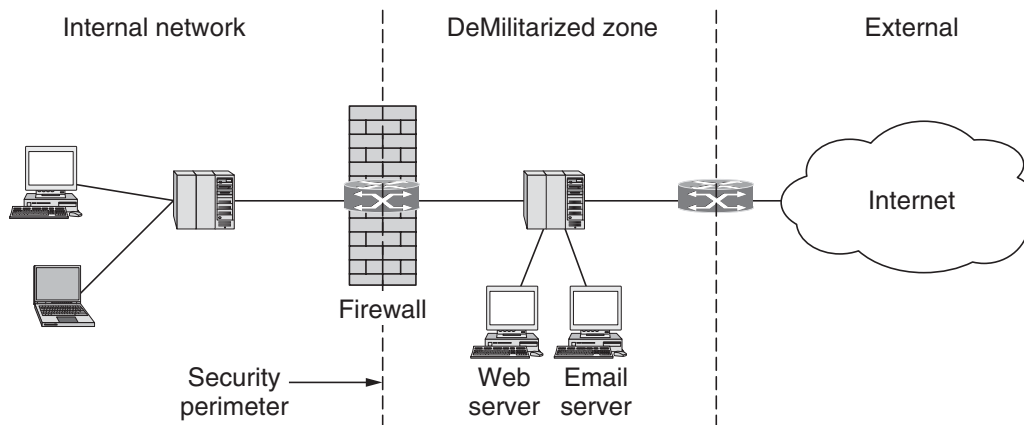 Internal network
DeMilitarized zone
External
Internet
Firewall
Security
perimeter
Web
server
Email
server